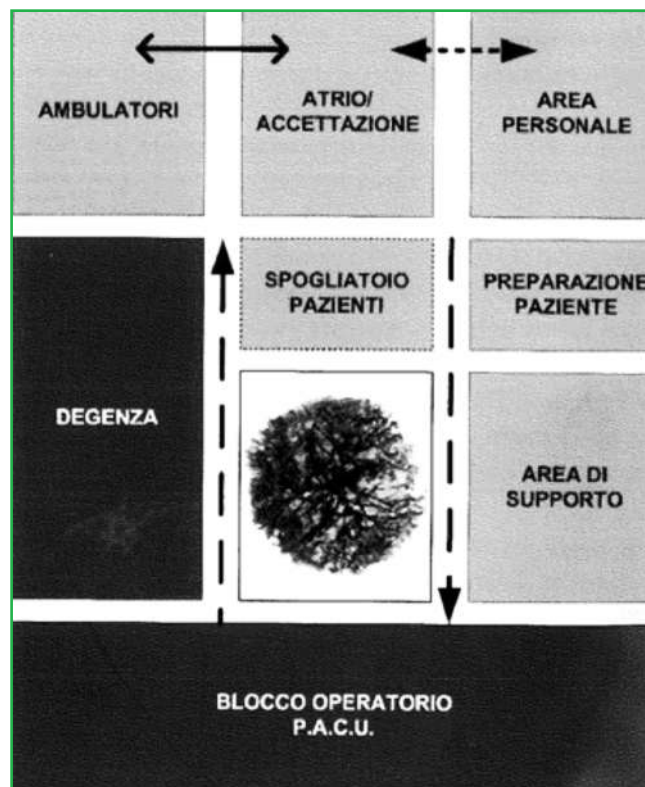 AMBULATORI
ATRIO/
ACCETTAZIONE
AREA
PERSONALE
SPOGLIATOIO
PAZIENTI
PREPARAZIONE
PAZIENTE
DEGENZA
AREA DI
SUPPORTO
BLOCCO OPERATORIO
P.A.C.U.